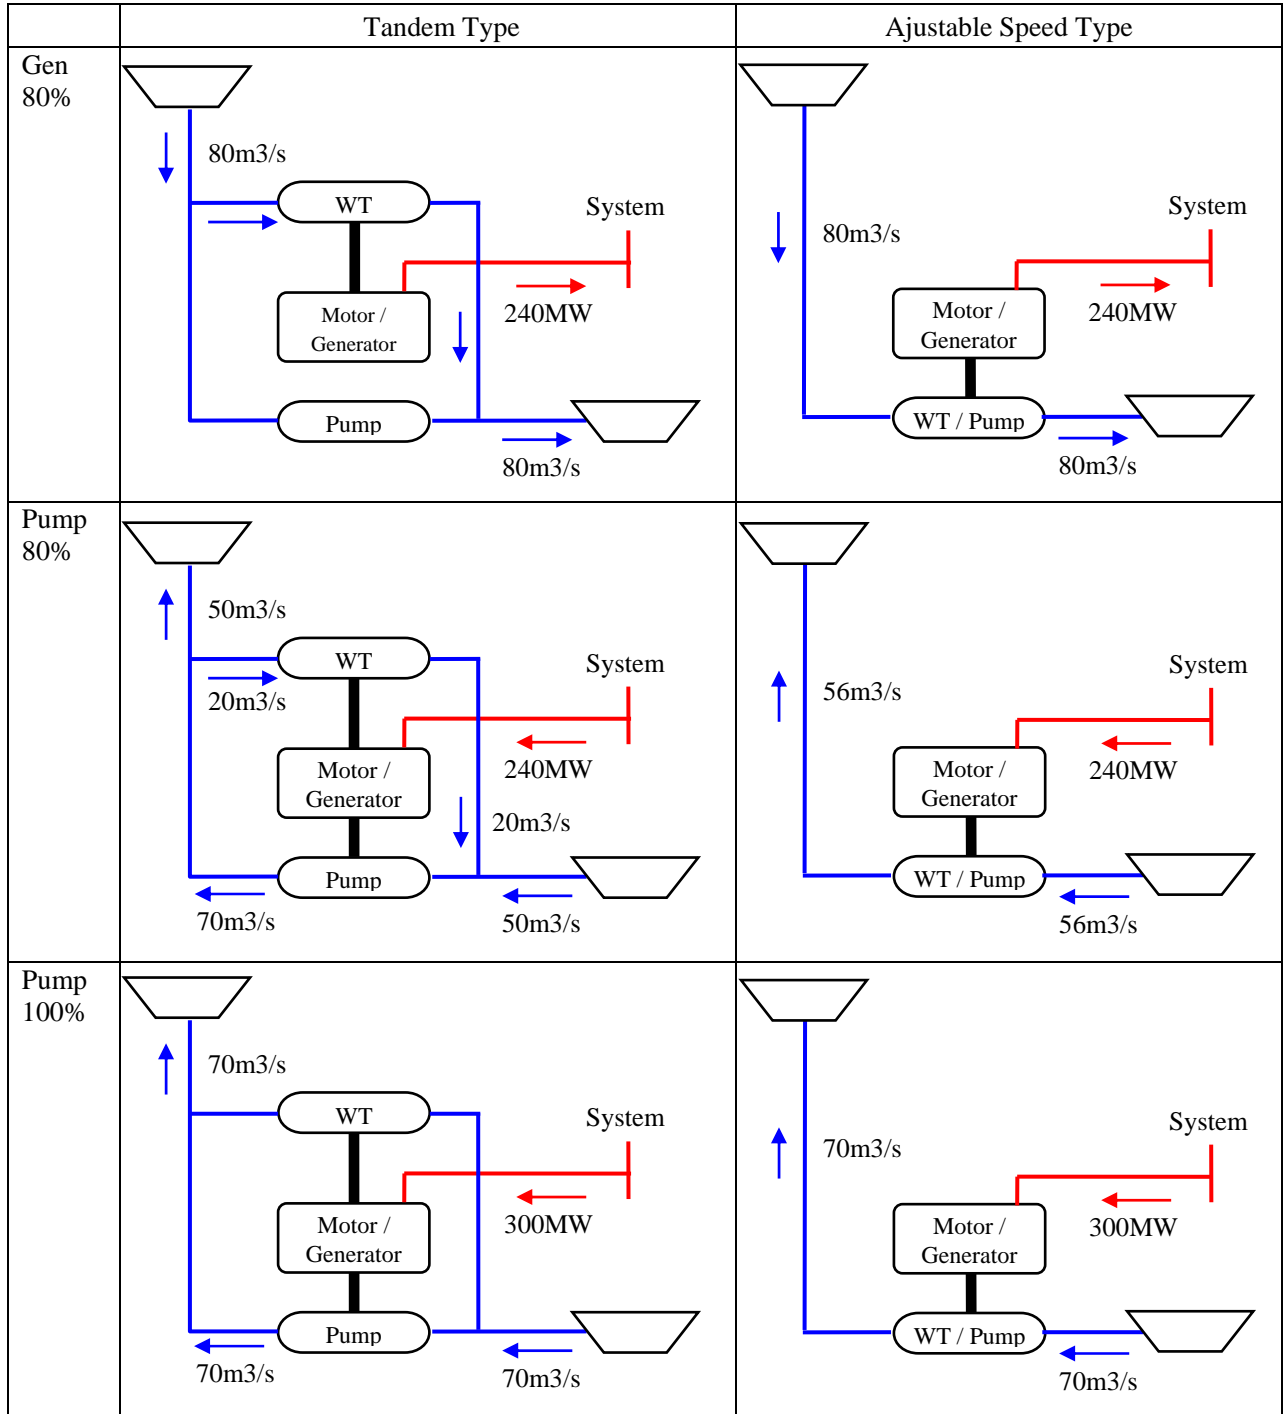 Tandem Type
Ajustable Speed Type
Gen
80%
80m3/s
WT
System
Motor /
Generator
240MW
Pump
80m3/s
80m3/s
System
Motor /
Generator
240MW
WT / Pump
80m3/s
Pump
80%
50m3/s
WT
20m3/s
System
Motor /
Generator
240MW
20m3/s
Pump
70m3/s
50m3/s
56m3/s
System
Motor /
Generator
240MW
WT / Pump
56m3/s
Pump
100%
70m3/s
WT
System
Motor /
Generator
300MW
Pump
70m3/s
70m3/s
70m3/s
System
Motor /
Generator
300MW
WT / Pump
70m3/s